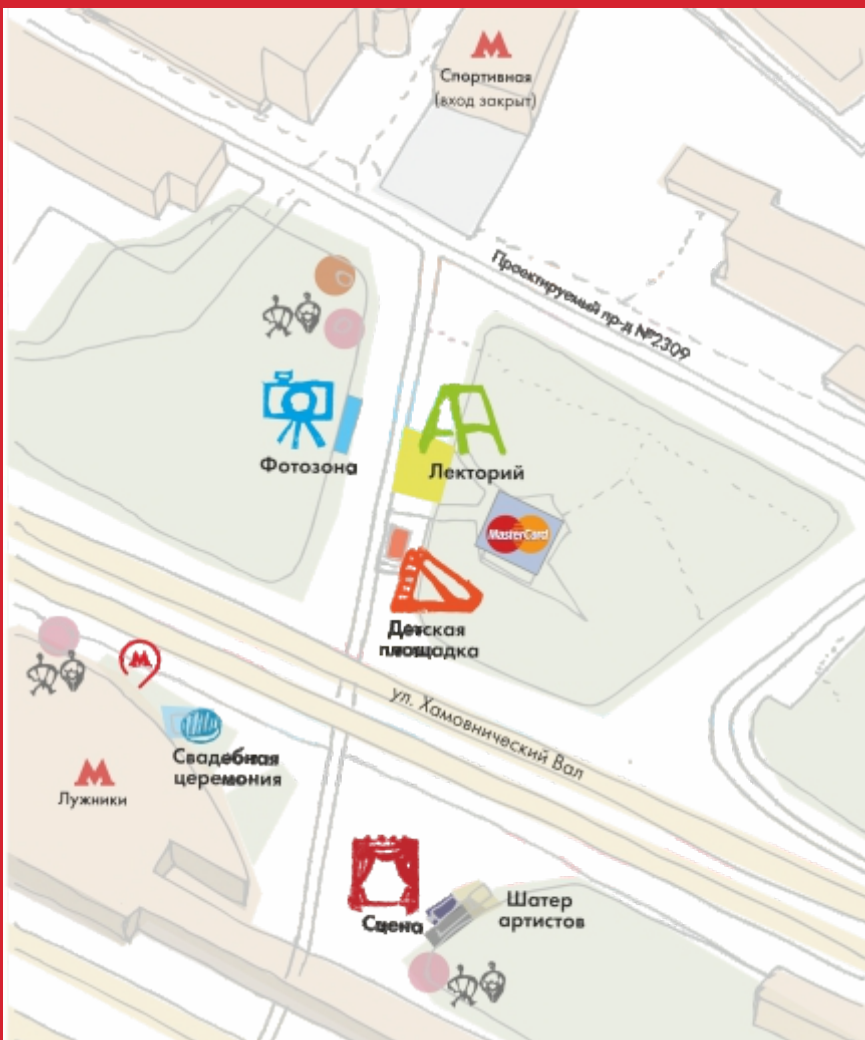 М
Спортивная
(вход закрыт)
Проектируемый пр-д №2309
Фотозона
Лекторий
MasterCard
Детская
площадка
ул. Хамовнический Вал
М
Свадебная
церемония
М
Лужники
Сцена
Шатер
артистов